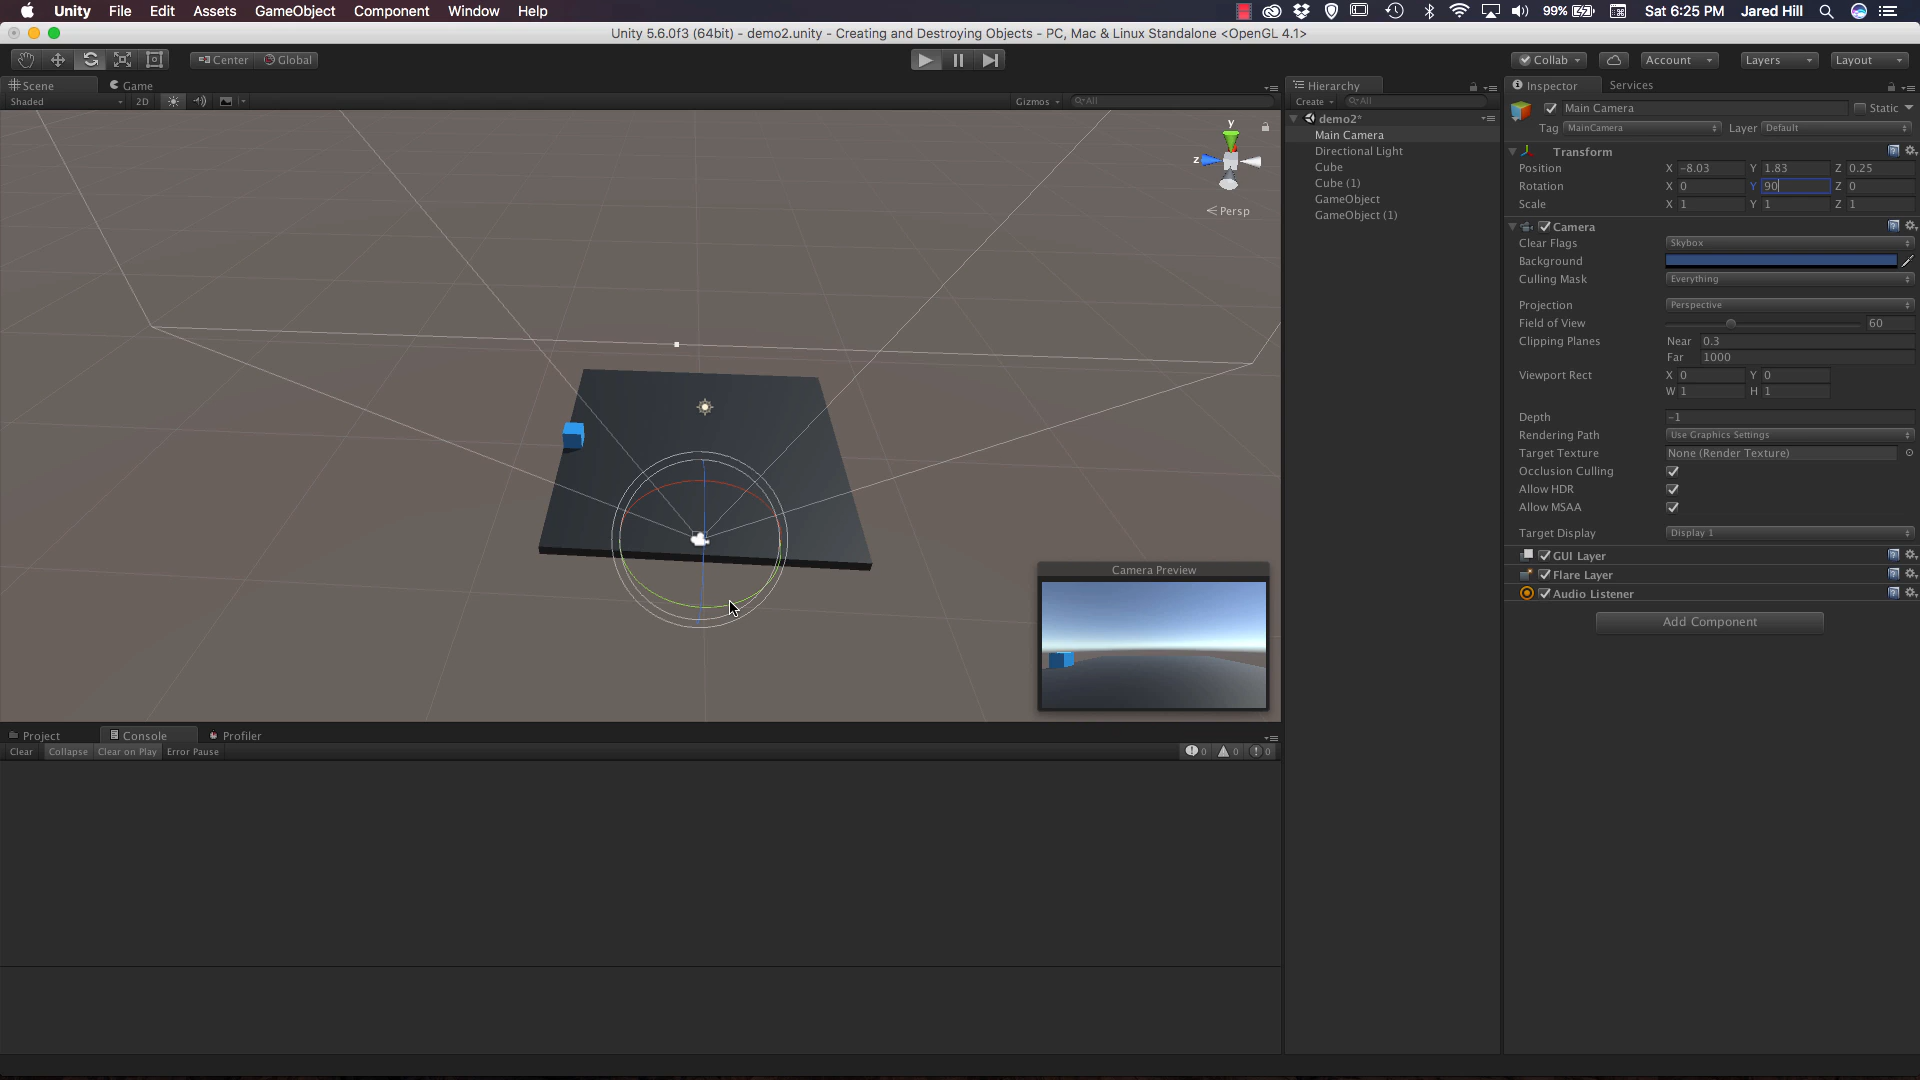 Unity File Edit Assets GameObject Component Window Help 99% Sat 6:25 PM Jared Hill
Unity 5.6.0f3 (64bit) - demo2.unity - Creating and Destroying Objects - PC, Mac & Linux Standalone <OpenGL 4.1>
Center Global Collab Account Layers Layout
Scene Game Hierarchy Inspector Services
Shaded 2D Gizmos All Create All
Main Camera Static
Tag MainCamera Layer Default
demo2*
Main Camera
Directional Light
Cube
Cube (1)
GameObject
GameObject (1)
y
z
Persp
Transform
Position X -8.03 Y 1.83 Z 0.25
Rotation X 0 Y 90 Z 0
Scale X 1 Y 1 Z 1
Camera
Clear Flags Skybox
Background
Culling Mask Everything
Projection Perspective
Field of View 60
Clipping Planes Near 0.3
Far 1000
Viewport Rect X 0 Y 0
W 1 H 1
Depth -1
Rendering Path Use Graphics Settings
Target Texture None (Render Texture)
Occlusion Culling
Allow HDR
Allow MSAA
Target Display Display 1
GUI Layer
Flare Layer
Audio Listener
Add Component
Camera Preview
Project Console Profiler
Clear Collapse Clear on Play Error Pause 0 0 0